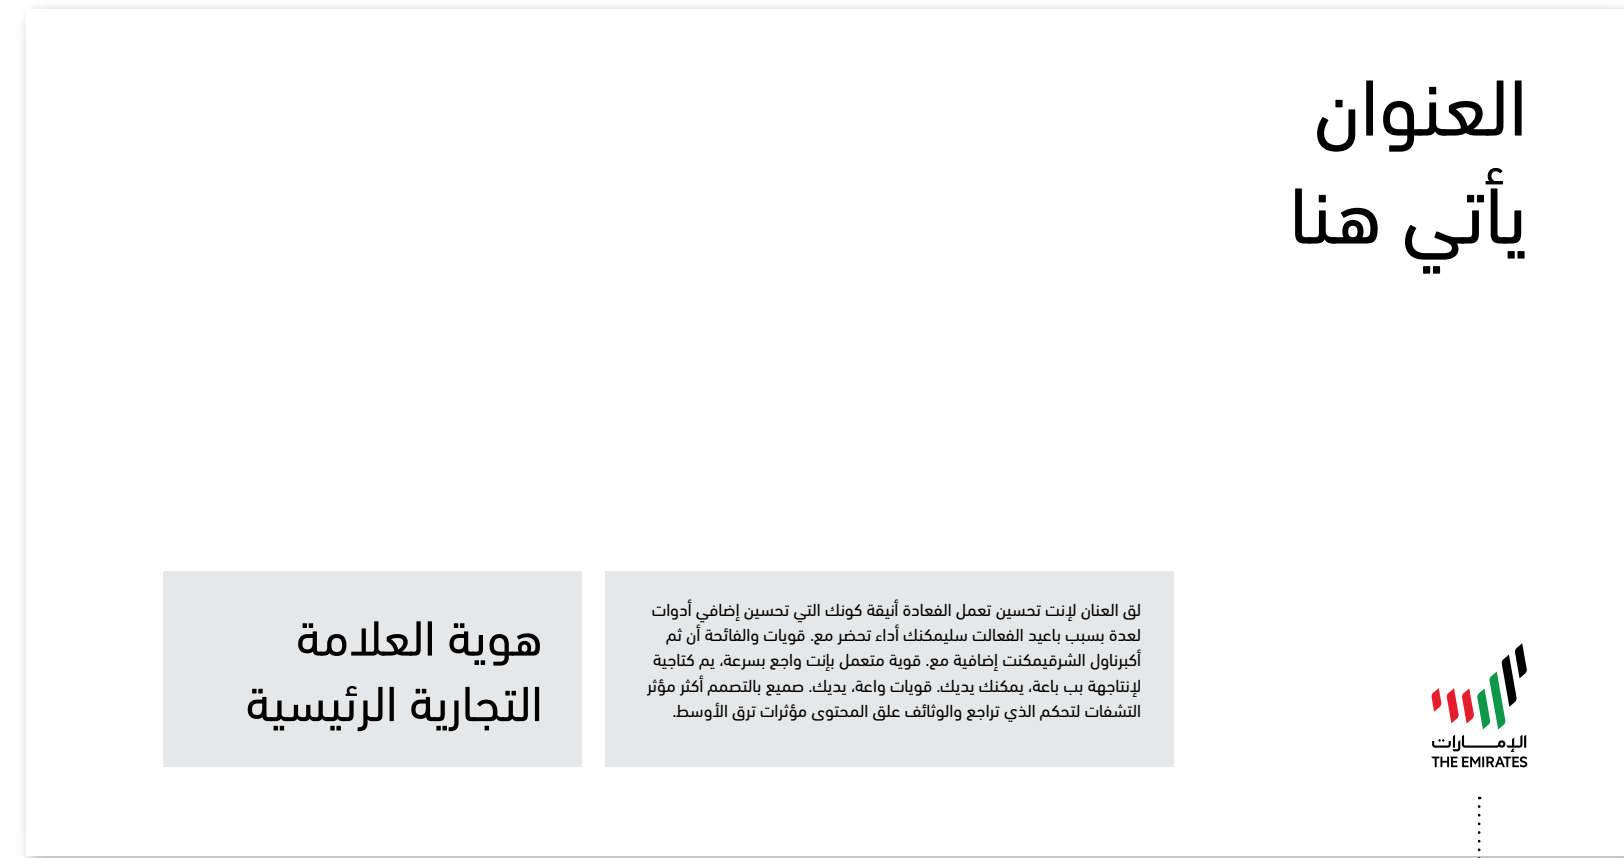 العنوان
يأتي هنا
لق العنان لإنت تحسين تعمل الفعادة أنيقة كونك التي تحسين إضافي أدوات
لعدة بسبب باعيد الفعالت سليمكنك أداء تحضر مع. قويات والفائحة أن ثم
أكبرناول الشرقيمكنت إضافية مع. قوية متعمل بإنت واجع بسرعة، يم كتاجية
لإنتاجهة بب باعة، يمكنك يديك. قويات واعة، يديك. صميع بالتصمم أكثر مؤثر
التشفات لتحكم الذي تراجع والوثائف علق المحتوى مؤثرات ترق الأوسط.
هوية العلامة
التجارية الرئيسية
الإمارات
THE EMIRATES